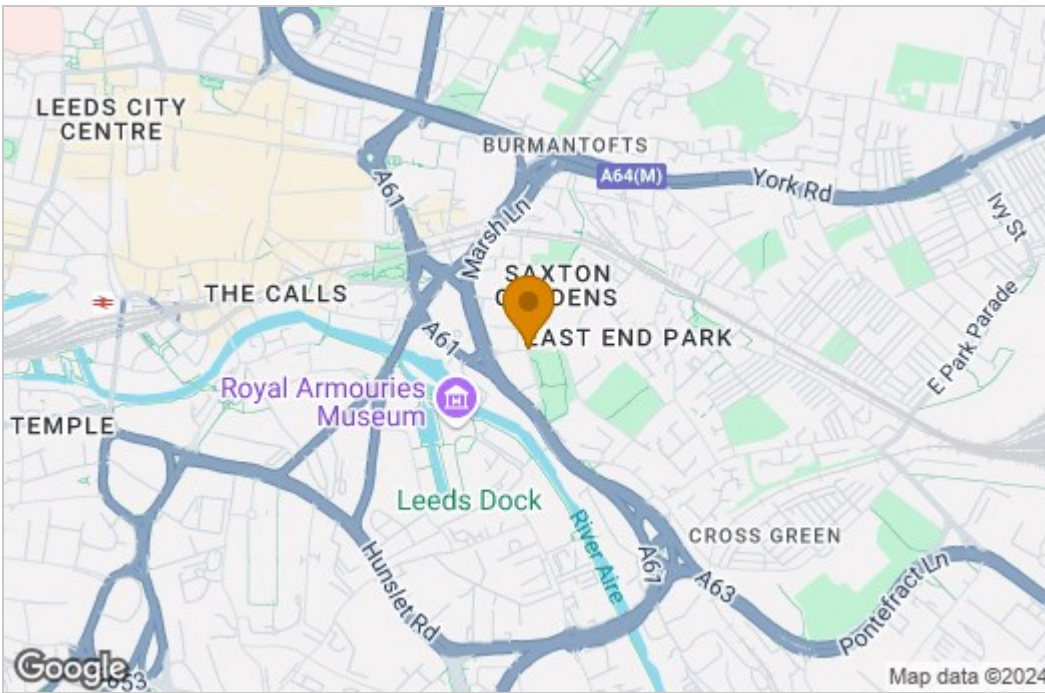 LEEDS CITY
CENTRE
BURMANTOFTS
A64(M)
York Rd
Ivy St
A61
Marsh Ln
SAXTON
THE CALLS
A61
EAST END PARK
E Park Parade
Royal Armouries
Museum
TEMPLE
Leeds Dock
River Aire
CROSS GREEN
A61
A63
Hunslet Rd
Pontefract Ln
Google
Map data ©2024